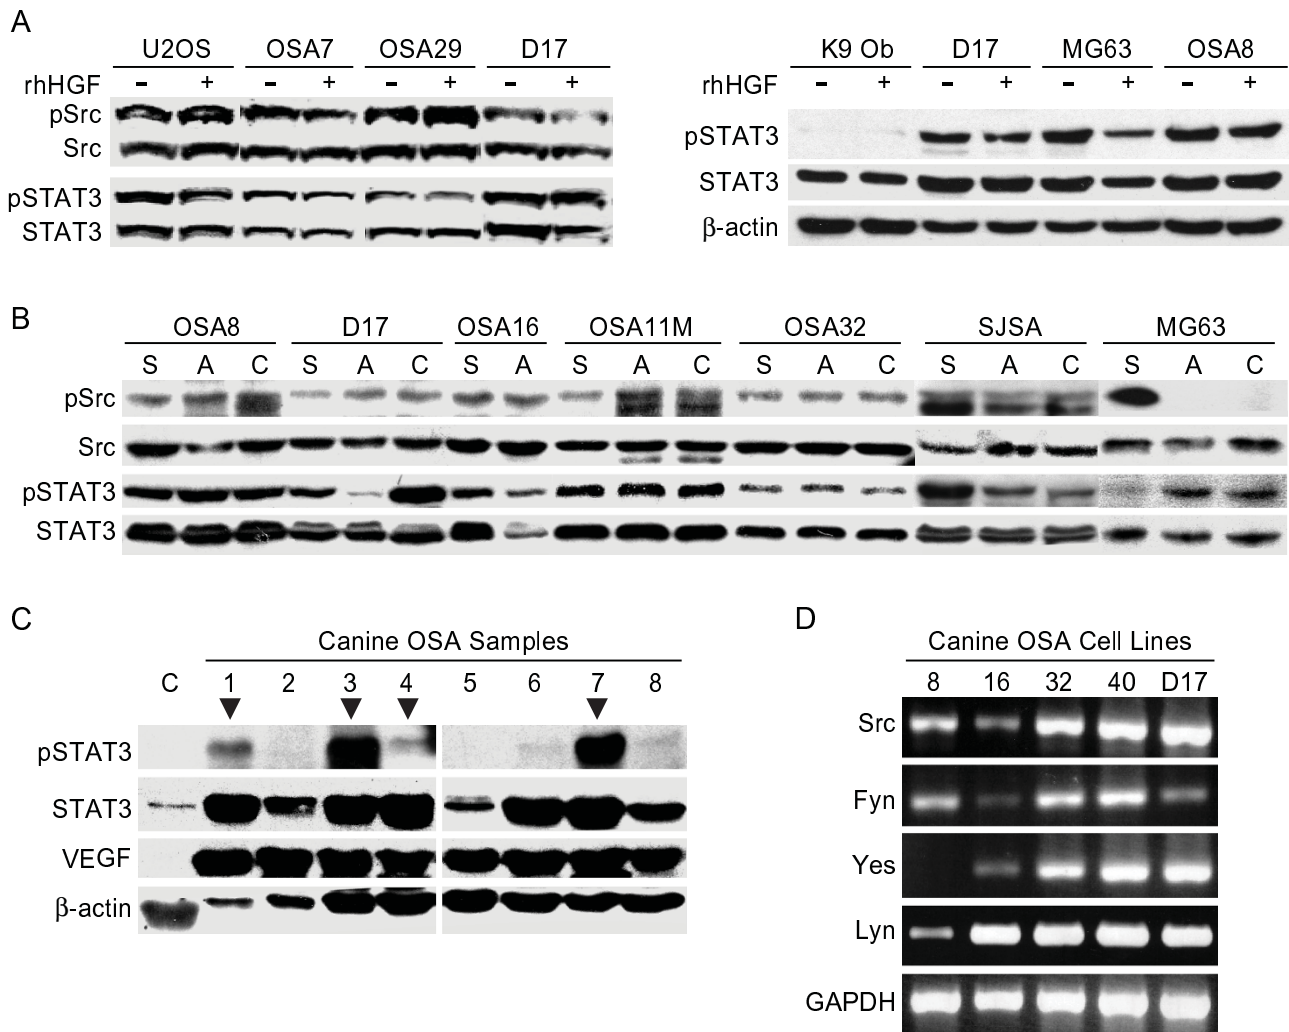 A
U2OS OSA7 OSA29 D17
rhHGF - + - + - + - +
pSrc
Src
pSTAT3
STAT3
K9 Ob D17 MG63 OSA8
rhHGF - + - + - + - +
pSTAT3
STAT3
β-actin
B
OSA8 D17 OSA16 OSA11M OSA32 SJSA MG63
S A C S A C S A S A C S A C S A C S A C
pSrc
Src
pSTAT3
STAT3
C
Canine OSA Samples
C 1 2 3 4 5 6 7 8
pSTAT3
STAT3
VEGF
β-actin
D
Canine OSA Cell Lines
8 16 32 40 D17
Src
Fyn
Yes
Lyn
GAPDH